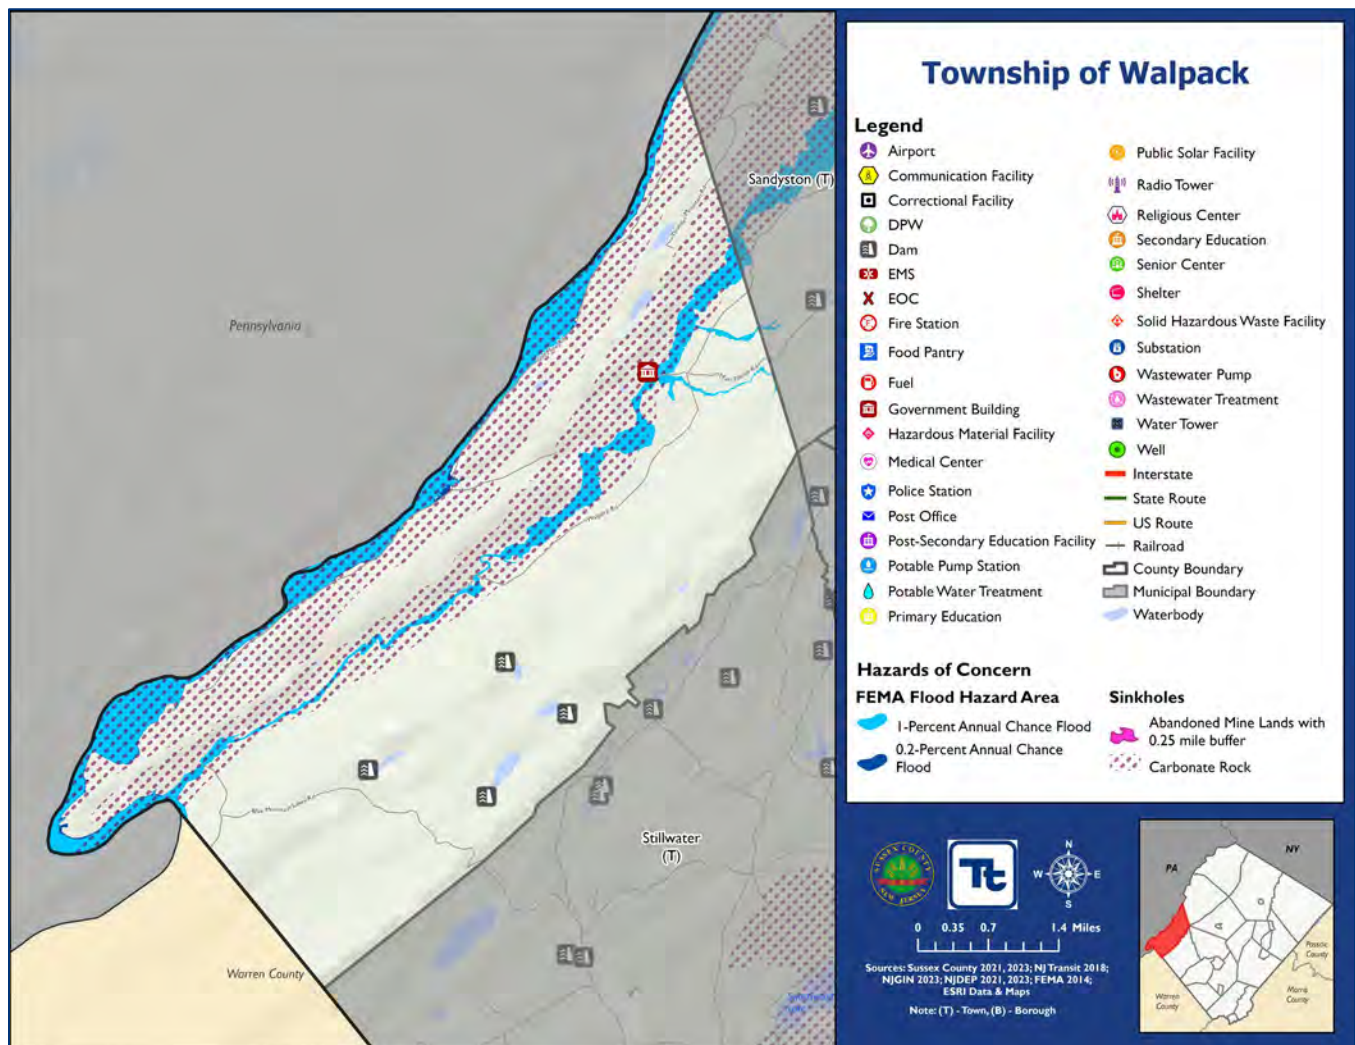 Township of Walpack
Legend
Airport
Communication Facility
Correctional Facility
DPW
Dam
EMS
EOC
Fire Station
Food Pantry
Fuel
Government Building
Hazardous Material Facility
Medical Center
Police Station
Post Office
Post-Secondary Education Facility
Potable Pump Station
Potable Water Treatment
Primary Education
Public Solar Facility
Radio Tower
Religious Center
Secondary Education
Senior Center
Shelter
Solid Hazardous Waste Facility
Substation
Wastewater Pump
Wastewater Treatment
Water Tower
Well
Interstate
State Route
US Route
Railroad
County Boundary
Municipal Boundary
Waterbody
Hazards of Concern
FEMA Flood Hazard Area
1-Percent Annual Chance Flood
0.2-Percent Annual Chance
Flood
Sinkholes
Abandoned Mine Lands with
0.25 mile buffer
Carbonate Rock
Sandyston (T)
Pennsylvania
Stillwater
(T)
Warren County
SUSSEX COUNTY
NEW JERSEY
Tt
N
W
E
S
0 0.35 0.7 1.4 Miles
Sources: Sussex County 2021, 2023; NJ Transit 2018;
NJGIN 2023; NJDEP 2021, 2023; FEMA 2014;
ESRI Data & Maps
Note: (T) - Town, (B) - Borough
PA
NY
Passaic
County
Morris
County
Warren
County